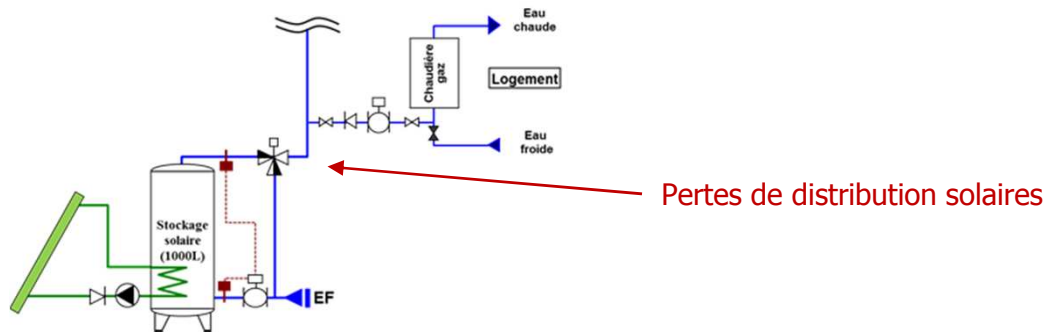 Eau
chaude
Chaudière
gaz
Logement
Eau
froide
Pertes de distribution solaires
Stockage
solaire
(1000L)
EF